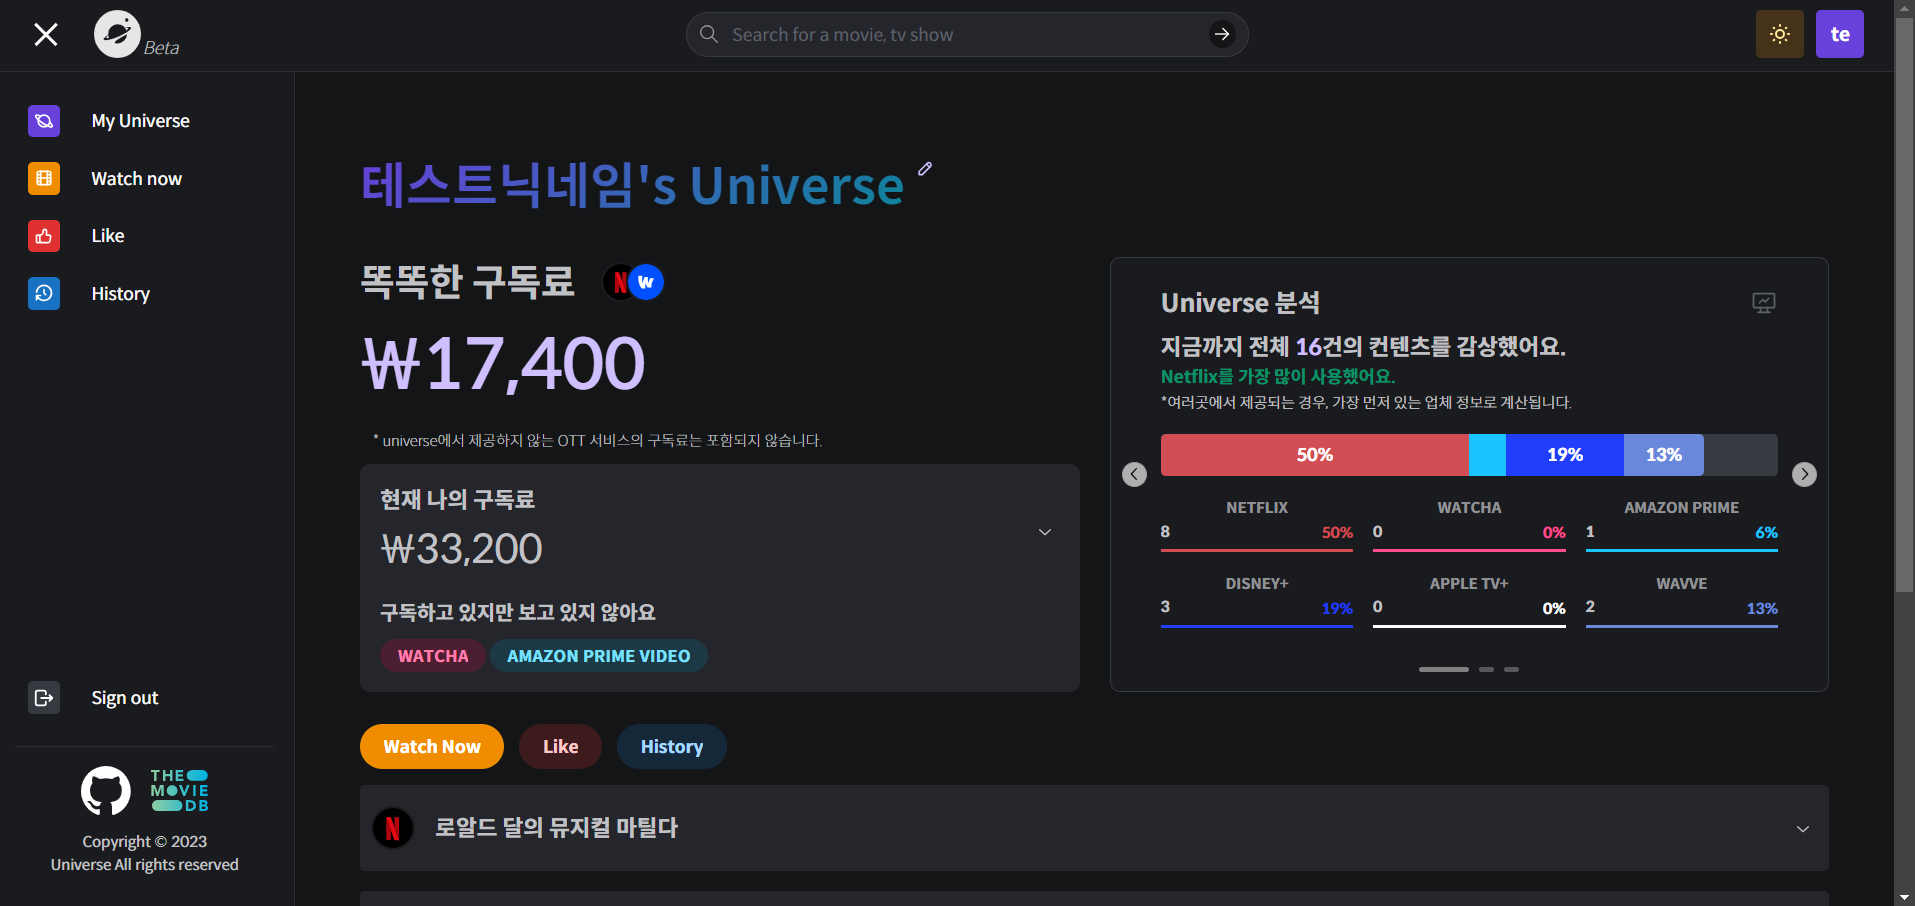 Beta
Search for a movie, tv show
te
My Universe
Watch now
Like
History
Sign out
THE
MOVIE
DB
Copyright © 2023
Universe All rights reserved
테스트닉네임's Universe
똑똑한 구독료
N
w
₩17,400
* universe에서 제공하지 않는 OTT 서비스의 구독료는 포함되지 않습니다.
현재 나의 구독료
₩33,200
구독하고 있지만 보고 있지 않아요
WATCHA
AMAZON PRIME VIDEO
Universe 분석
지금까지 전체 16건의 컨텐츠를 감상했어요.
Netflix를 가장 많이 사용했어요.
*여러곳에서 제공되는 경우, 가장 먼저 있는 업체 정보로 계산됩니다.
50% 19% 13%
NETFLIX
8 50%
WATCHA
0 0%
AMAZON PRIME
1 6%
DISNEY+
3 19%
APPLE TV+
0 0%
WAVVE
2 13%
Watch Now
Like
History
N
로알드 달의 뮤지컬 마틸다